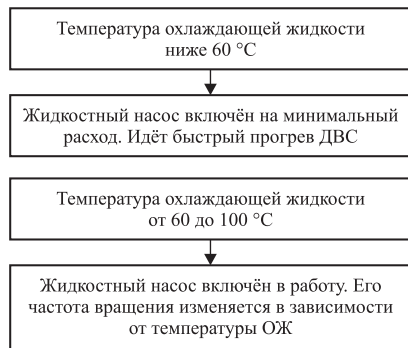 Температура охлаждающей жидкости
ниже 60 °C
Жидкостный насос включён на минимальный
расход. Идёт быстрый прогрев ДВС
Температура охлаждающей жидкости
от 60 до 100 °C
Жидкостный насос включён в работу. Его
частота вращения изменяется в зависимости
от температуры ОЖ